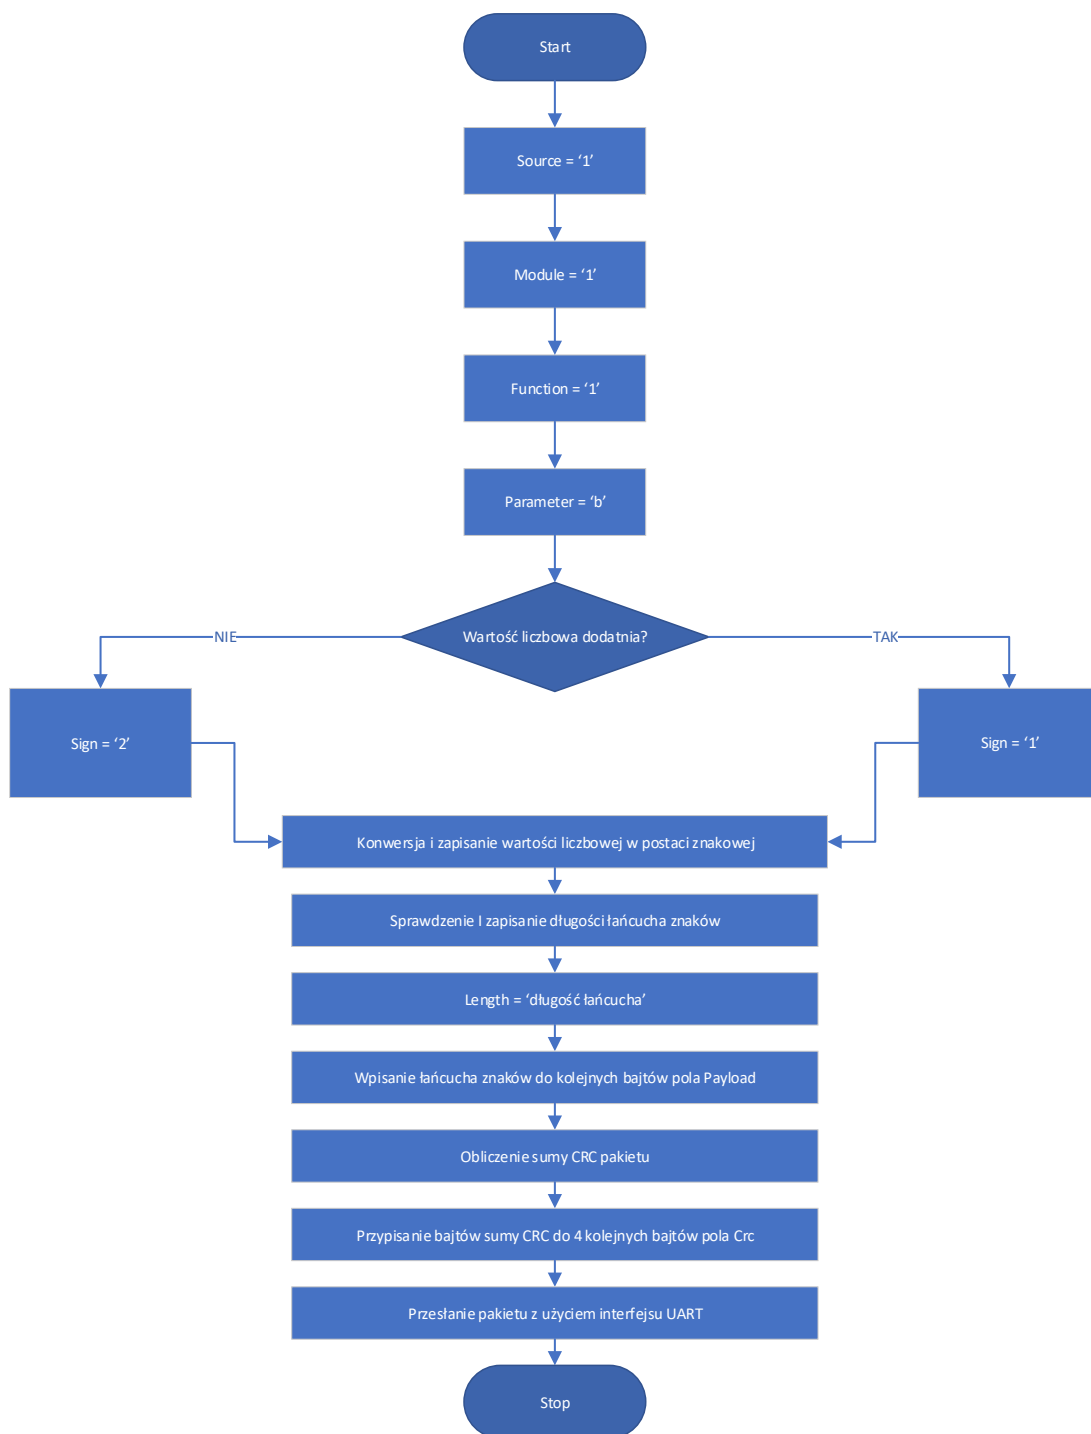 Start
Source = ‘1’
Module = ‘1’
Function = ‘1’
Parameter = ‘b’
Wartość liczbowa dodatnia?
NIE
TAK
Sign = ‘2’
Sign = ‘1’
Konwersja i zapisanie wartości liczbowej w postaci znakowej
Sprawdzenie I zapisanie długości łańcucha znaków
Length = ‘długość łańcucha’
Wpisanie łańcucha znaków do kolejnych bajtów pola Payload
Obliczenie sumy CRC pakietu
Przypisanie bajtów sumy CRC do 4 kolejnych bajtów pola Crc
Przesłanie pakietu z użyciem interfejsu UART
Stop